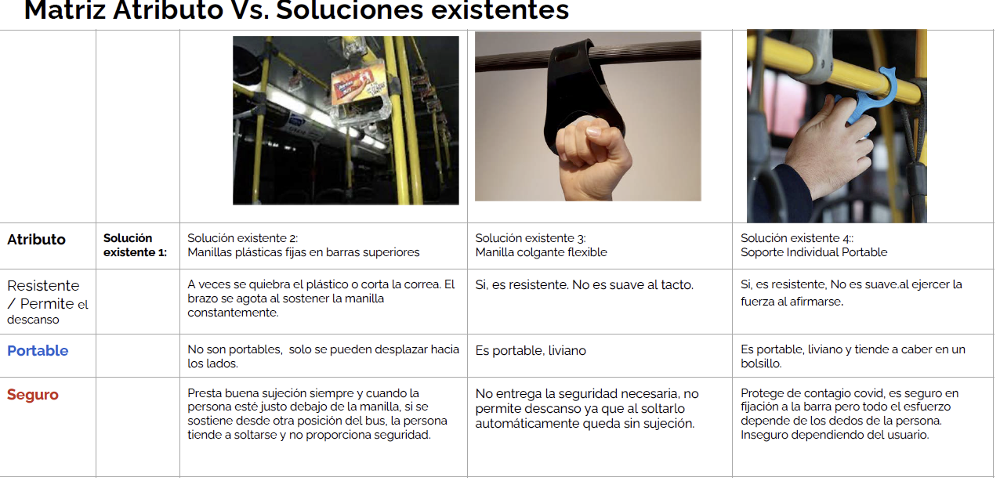 Matriz Atributo Vs. Soluciones existentes
Atributo
Solución
existente 1:
Solución existente 2:
Manillas plásticas fijas en barras superiores
Solución existente 3:
Manilla colgante flexible
Solución existente 4::
Soporte Individual Portable
Resistente
/ Permite el
descanso
A veces se quiebra el plástico o corta la correa. El
brazo se agota al sostener la manilla
constantemente.
Si, es resistente. No es suave al tacto.
Si, es resistente, No es suave.al ejercer la
fuerza al afirmarse.
Portable
No son portables,  solo se pueden desplazar hacia
los lados.
Es portable, liviano
Es portable, liviano y tiende a caber en un
bolsillo.
Seguro
Presta buena sujeción siempre y cuando la
persona esté justo debajo de la manilla, si se
sostiene desde otra posición del bus, la persona
tiende a soltarse y no proporciona seguridad.
No entrega la seguridad necesaria, no
permite descanso ya que al soltarlo
automáticamente queda sin sujeción.
Protege de contagio covid, es seguro en
fijación a la barra pero todo el esfuerzo
depende de los dedos de la persona.
Inseguro dependiendo del usuario.